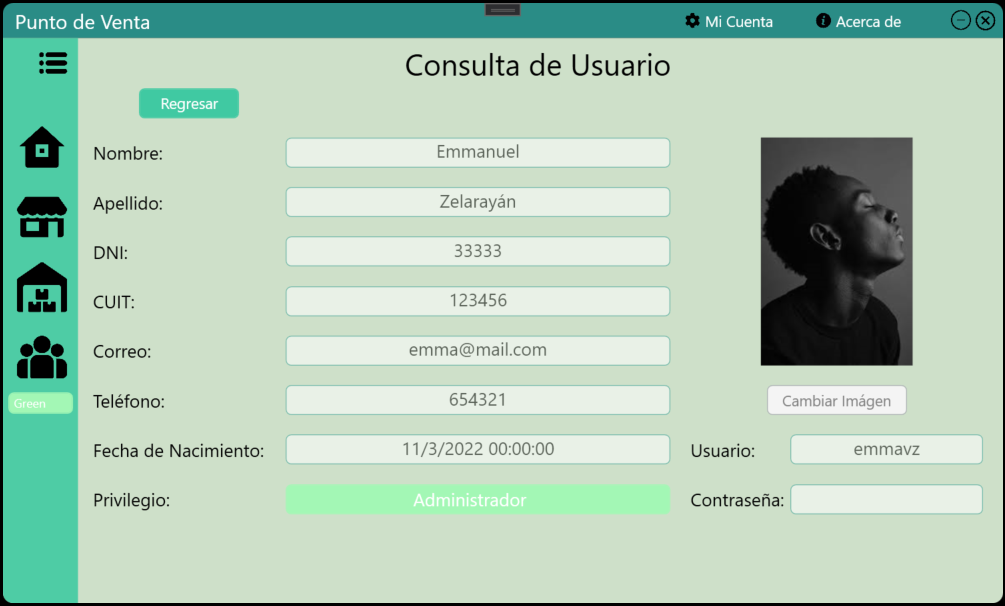 Punto de Venta
Mi Cuenta
Acerca de
Consulta de Usuario
Regresar
Nombre: Emmanuel
Apellido: Zelarayán
DNI: 33333
CUIT: 123456
Correo: emma@mail.com
Cambiar Imágen
Teléfono: 654321
Green
Fecha de Nacimiento: 11/3/2022 00:00:00
Usuario: emmavz
Privilegio: Administrador
Contraseña: